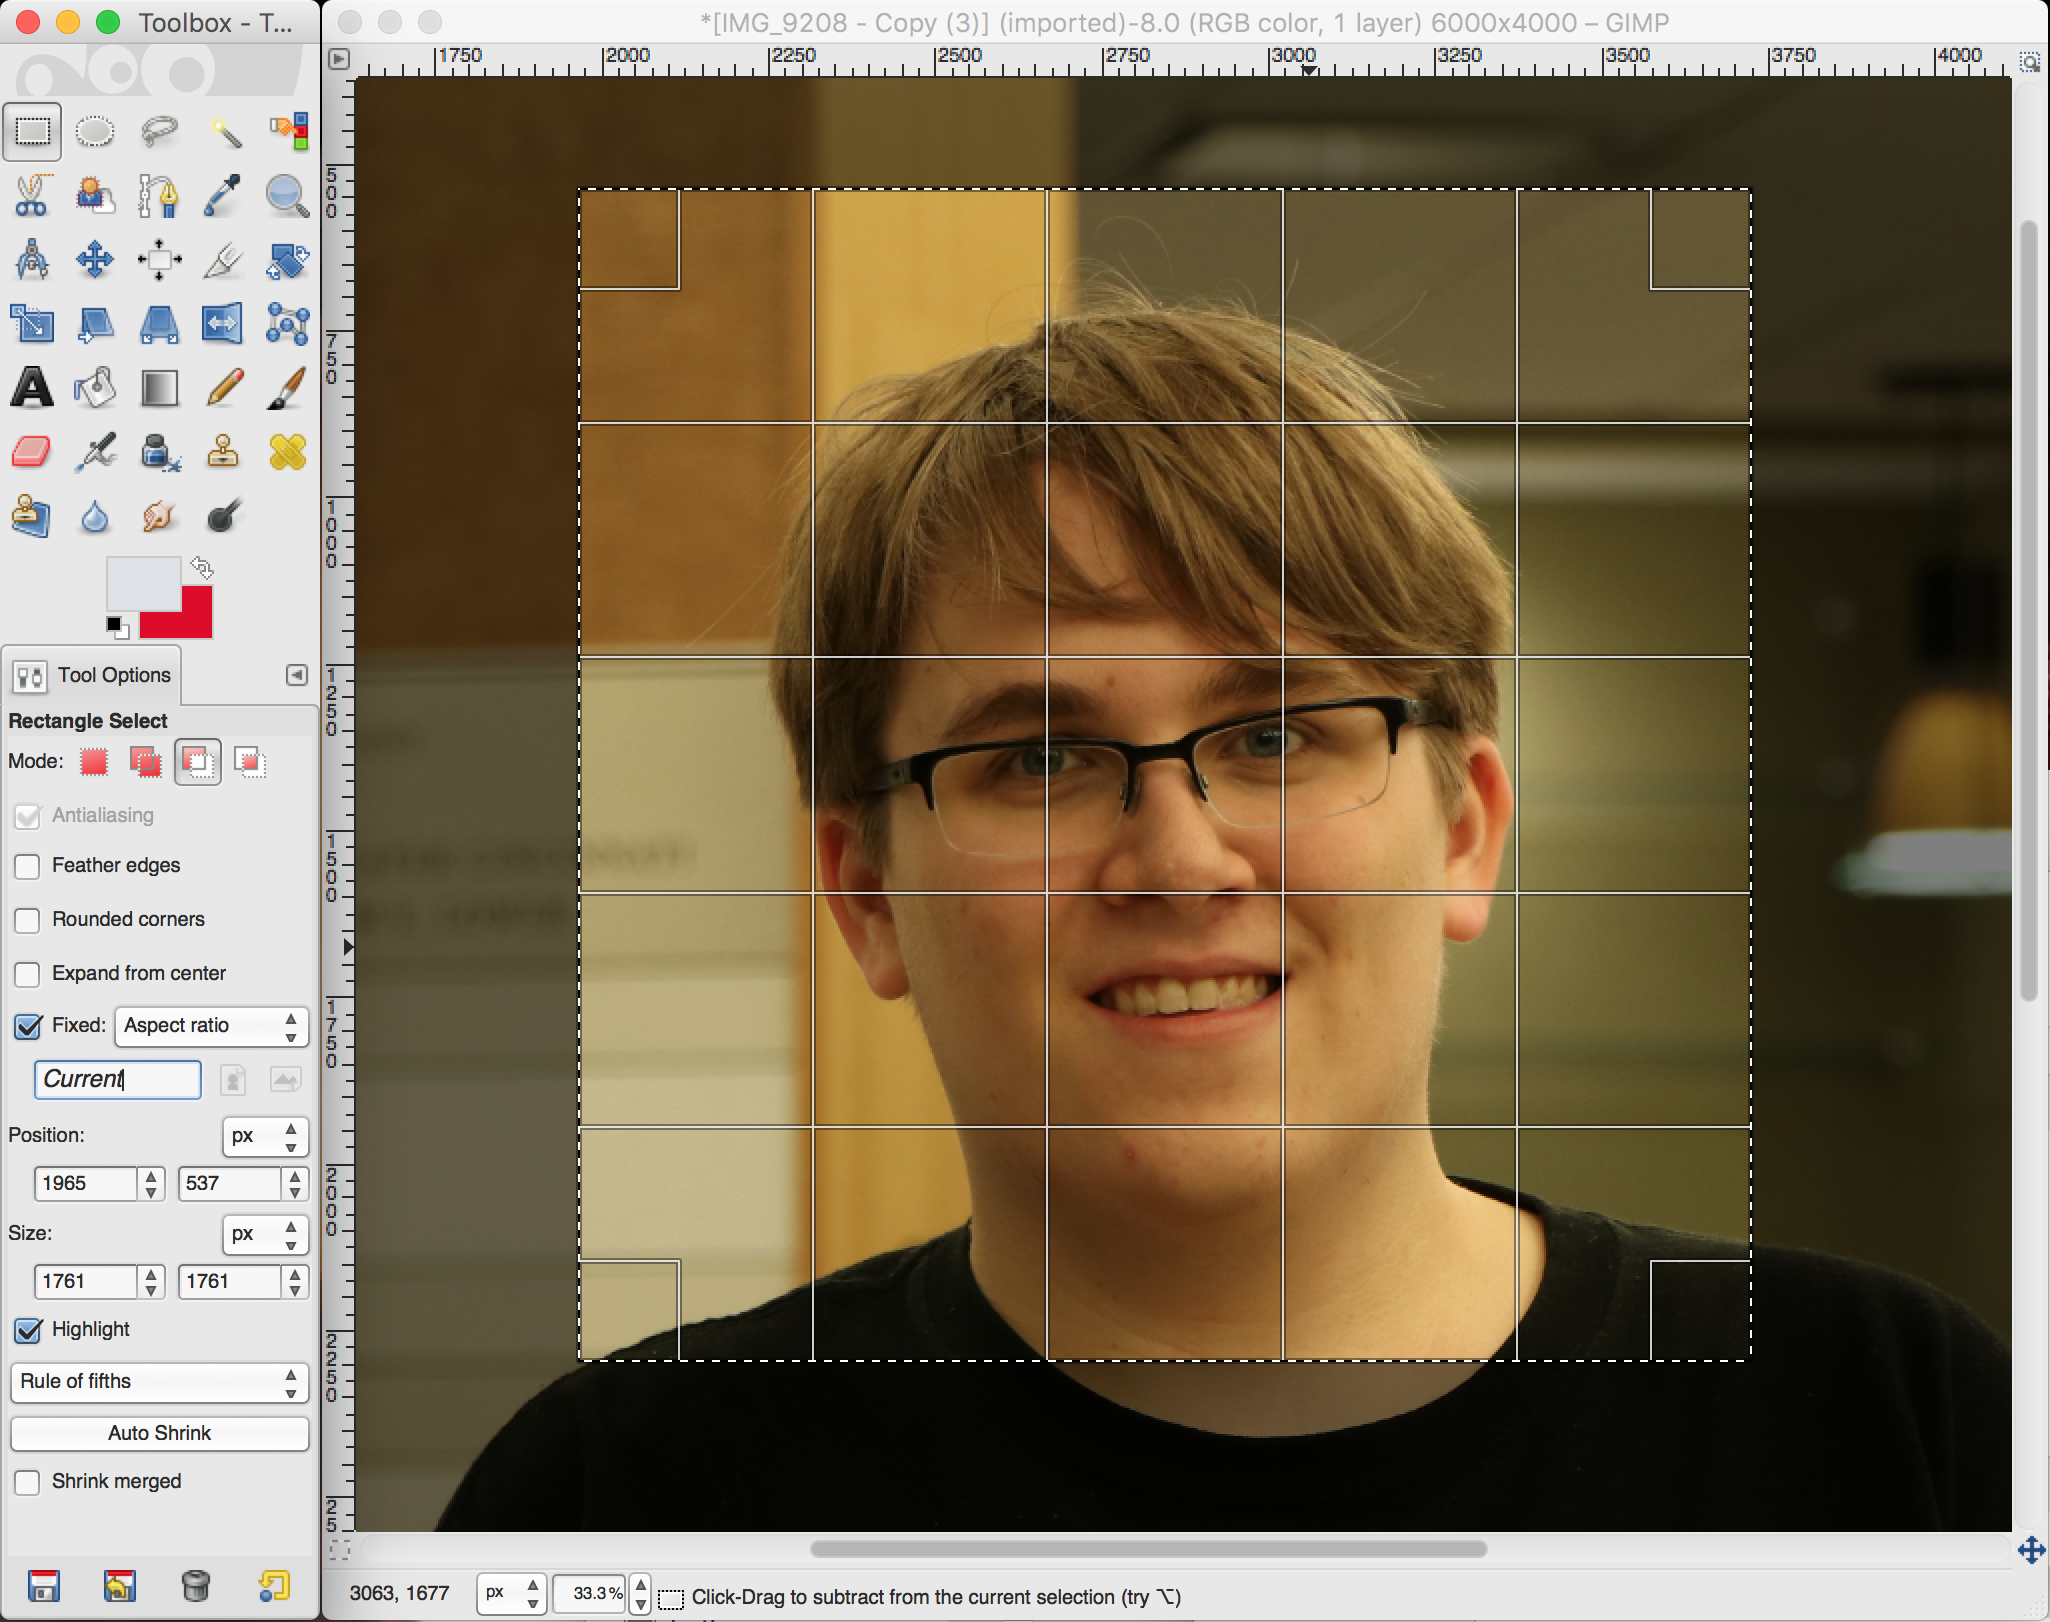 Toolbox - T...
*[IMG_9208 - Copy (3)] (imported)-8.0 (RGB color, 1 layer) 6000x4000 – GIMP
1750 2000 2250 2500 2750 3000 3250 3500 3750 4000
500
750
1000
1250
1500
1750
2000
2250
25
Tool Options
Rectangle Select
Mode:
Antialiasing
Feather edges
Rounded corners
Expand from center
Fixed: Aspect ratio
Current
Position: px
1965 537
Size: px
1761 1761
Highlight
Rule of fifths
Auto Shrink
Shrink merged
3063, 1677 px 33.3% Click-Drag to subtract from the current selection (try ⌥)